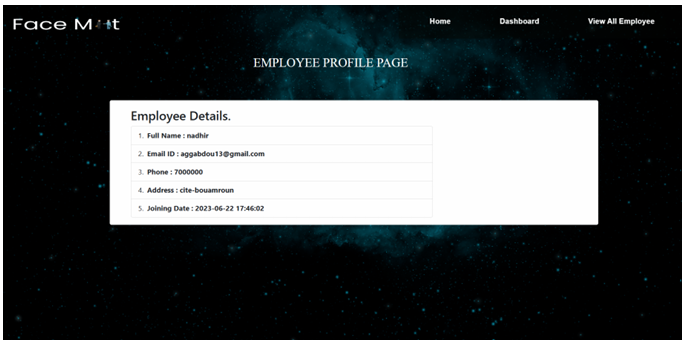 Face M t
Home
Dashboard
View All Employee
EMPLOYEE PROFILE PAGE
Employee Details.
1. Full Name : nadhir
2. Email ID : aggabdou13@gmail.com
3. Phone : 7000000
4. Address : cite-bouamroun
5. Joining Date : 2023-06-22 17:46:02